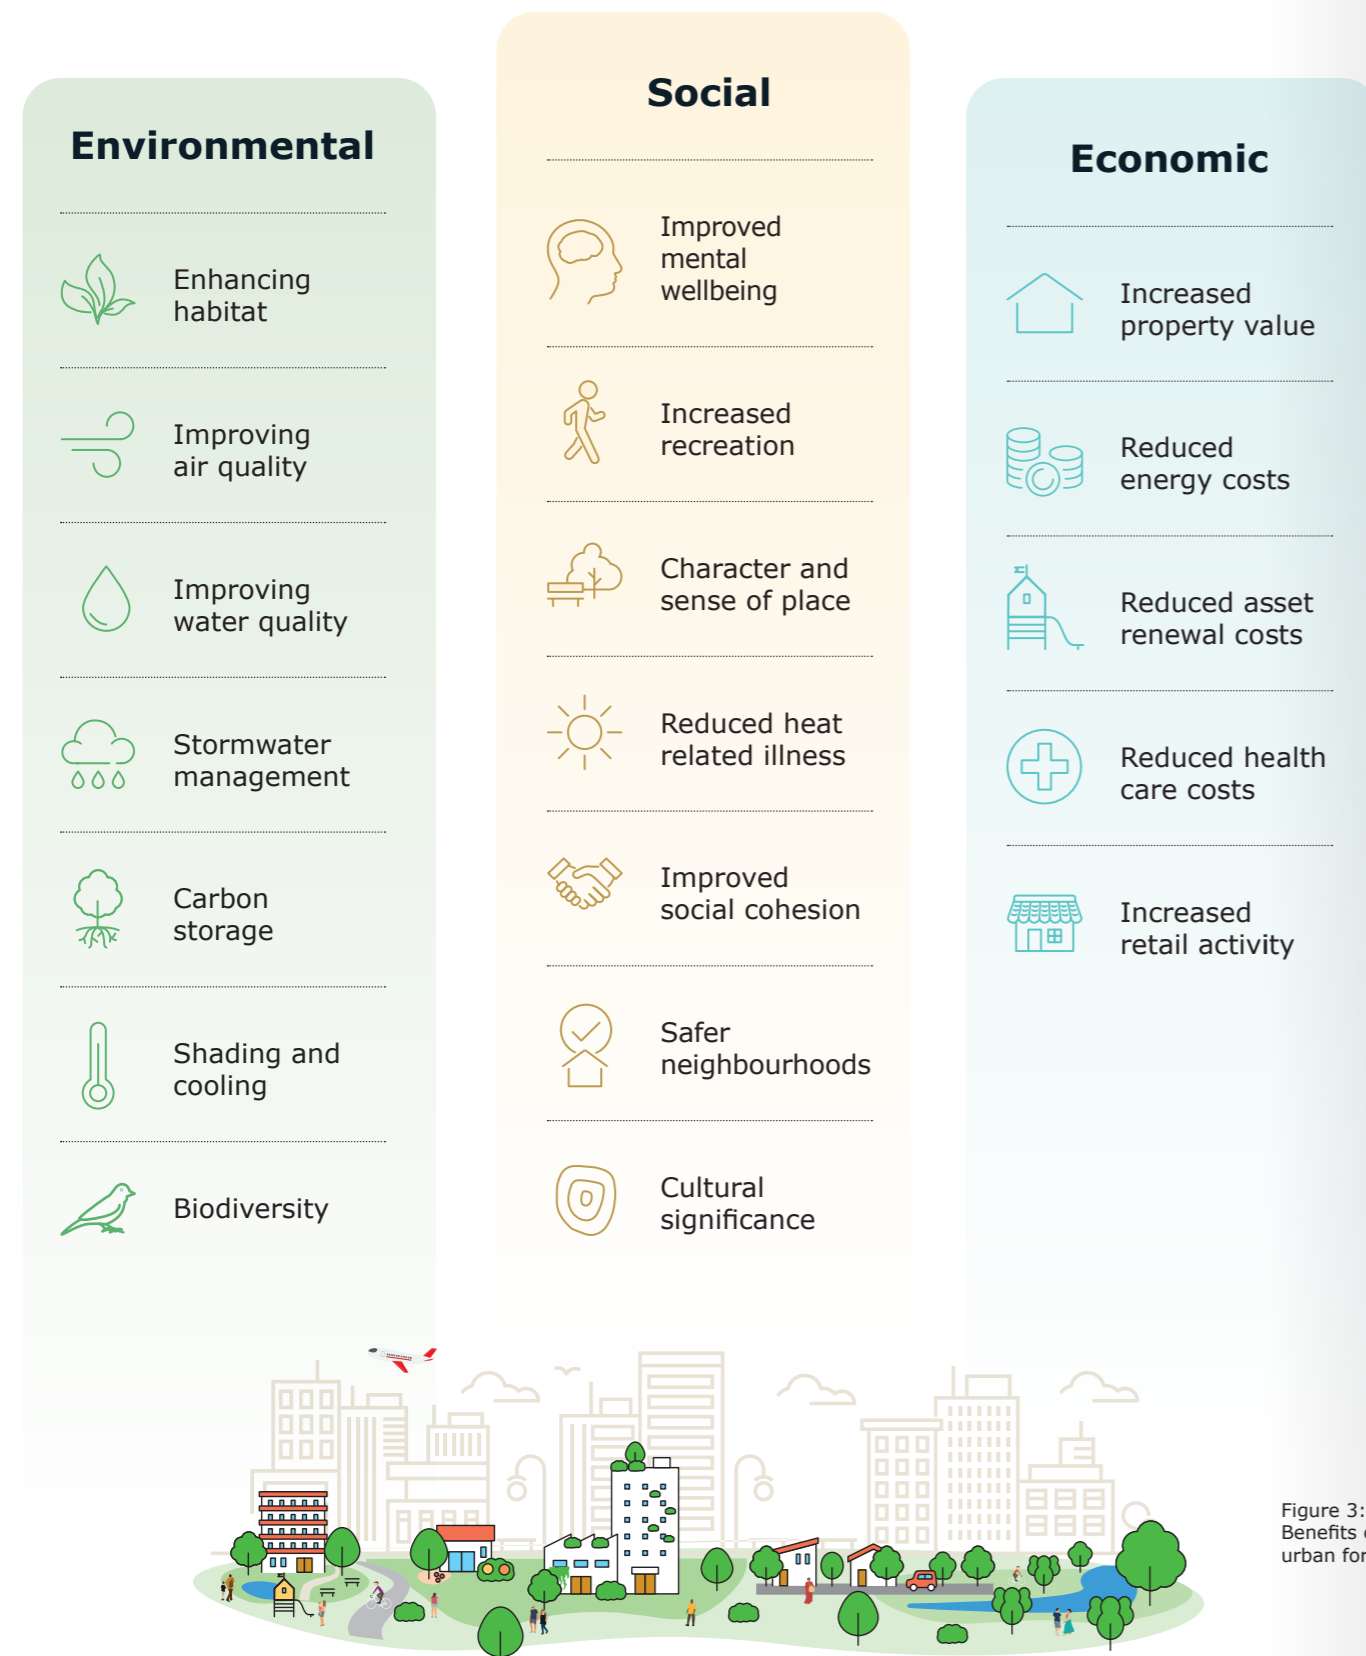 Environmental
Enhancing
habitat
Improving
air quality
Improving
water quality
Stormwater
management
Carbon
storage
Shading and
cooling
Biodiversity
Social
Improved
mental
wellbeing
Increased
recreation
Character and
sense of place
Reduced heat
related illness
Improved
social cohesion
Safer
neighbourhoods
Cultural
significance
Economic
Increased
property value
Reduced
energy costs
Reduced asset
renewal costs
Reduced health
care costs
Increased
retail activity
Figure 3:
Benefits
urban